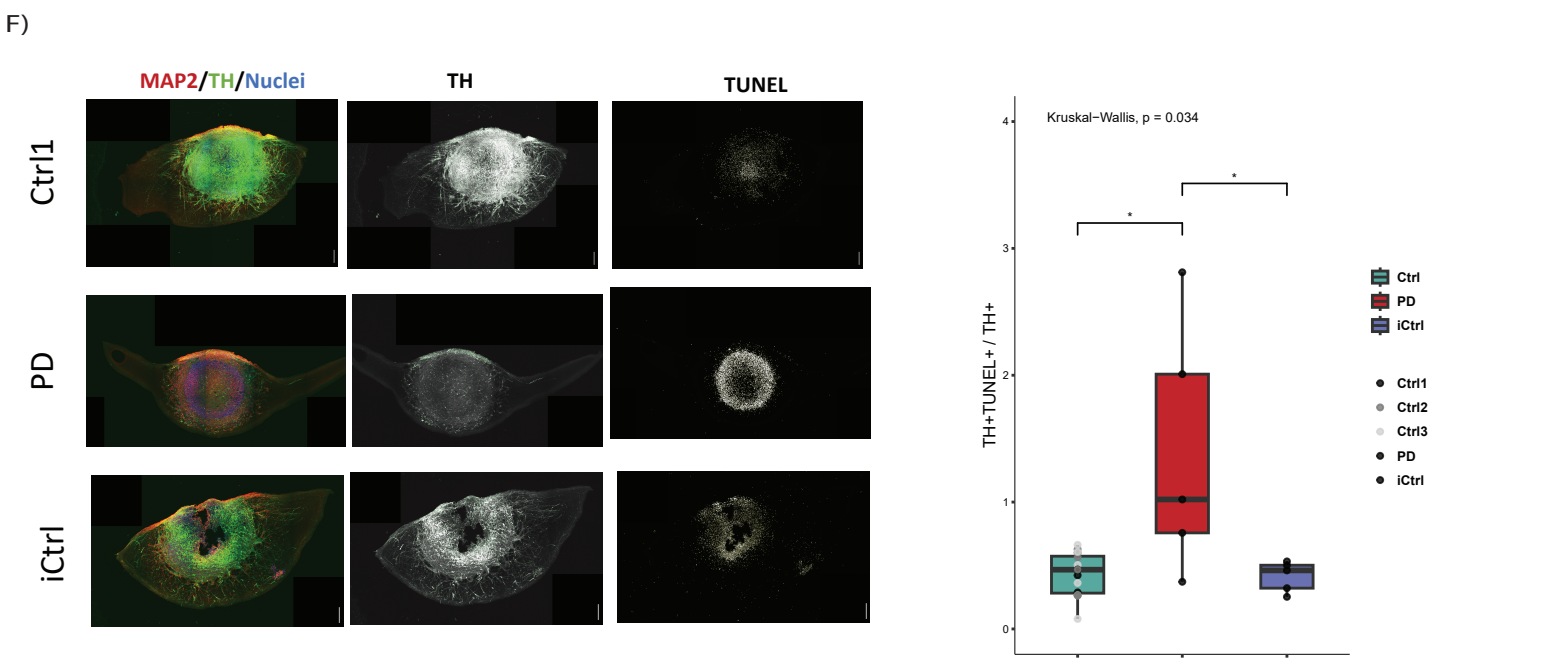 F)
MAP2/TH/Nuclei
TH
TUNEL
Ctrl1
PD
iCtrl
Kruskal−Wallis, p = 0.034
*
*
TH+TUNEL+ / TH+
4
3
2
1
0
Ctrl
PD
iCtrl
Ctrl1
Ctrl2
Ctrl3
PD
iCtrl